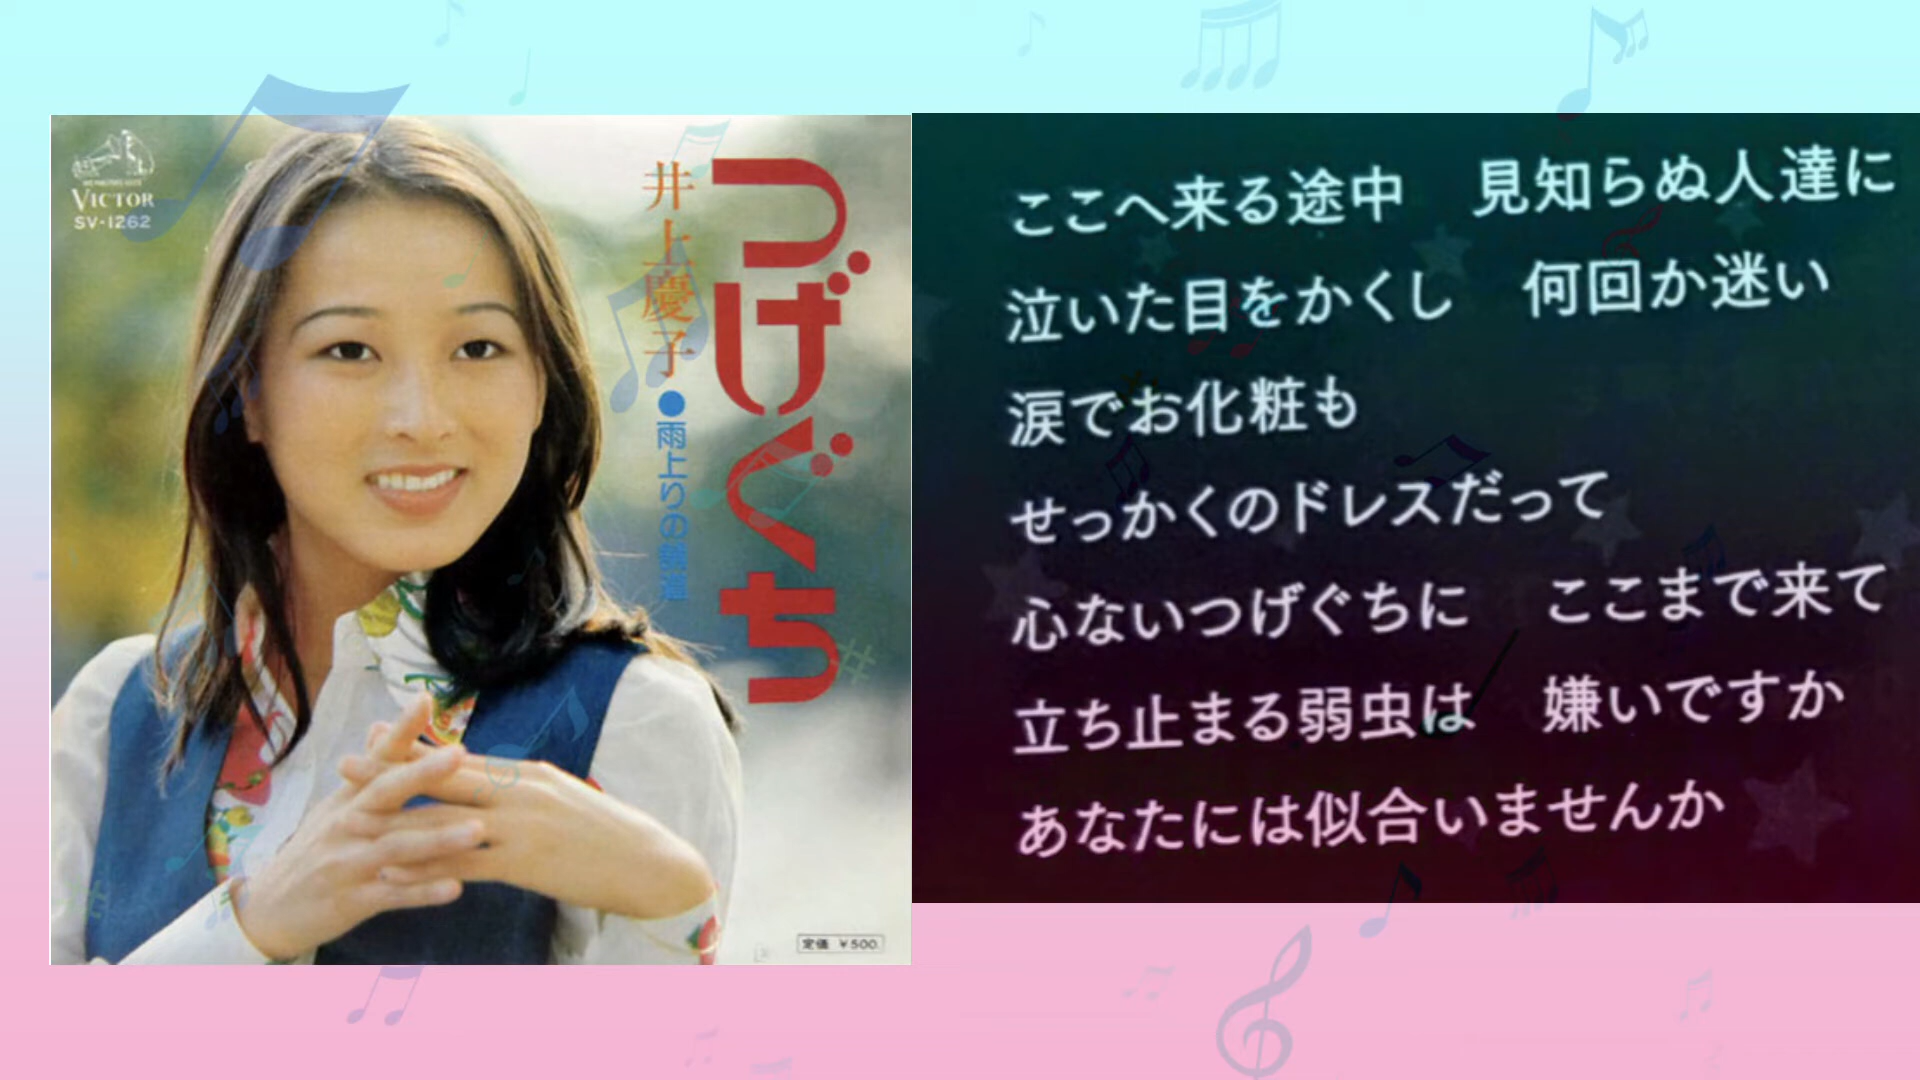 VICTOR
SV-1262
つげぐち
井上慶子
●雨上りの舗道
定価 ¥500.
ここへ来る途中 見知らぬ人達に
泣いた目をかくし 何回か迷い
涙でお化粧も
せっかくのドレスだって
心ないつげぐちに ここまで来て
立ち止まる弱虫は 嫌いですか
あなたには似合いませんか